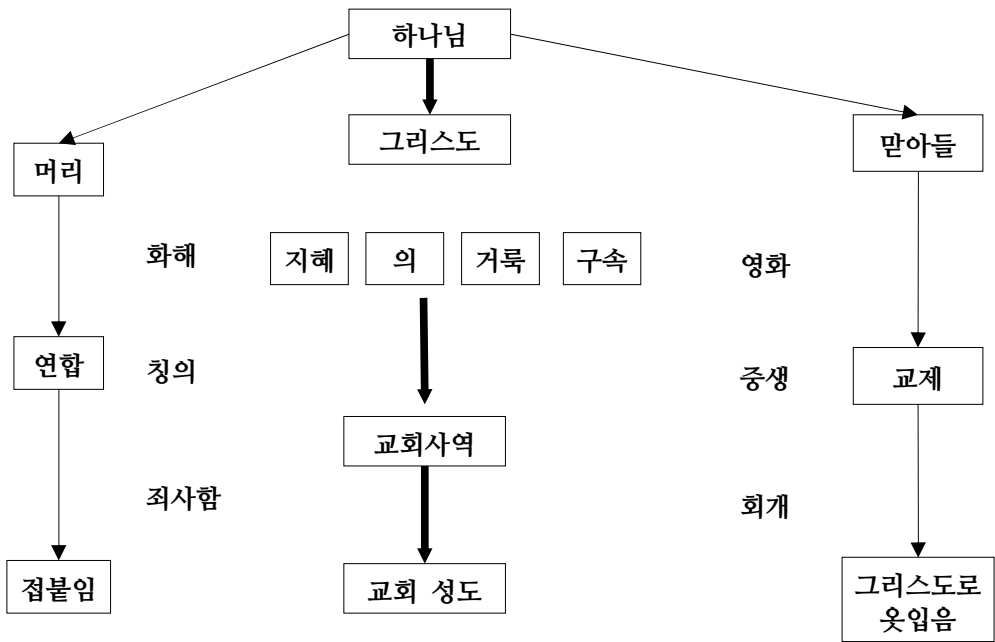 하나님
그리스도
맏아들
머리
화해
지혜
의
거룩
구속
영화
연합
칭의
중생
교제
교회사역
죄사함
회개
접붙임
교회 성도
그리스도로
옷입음